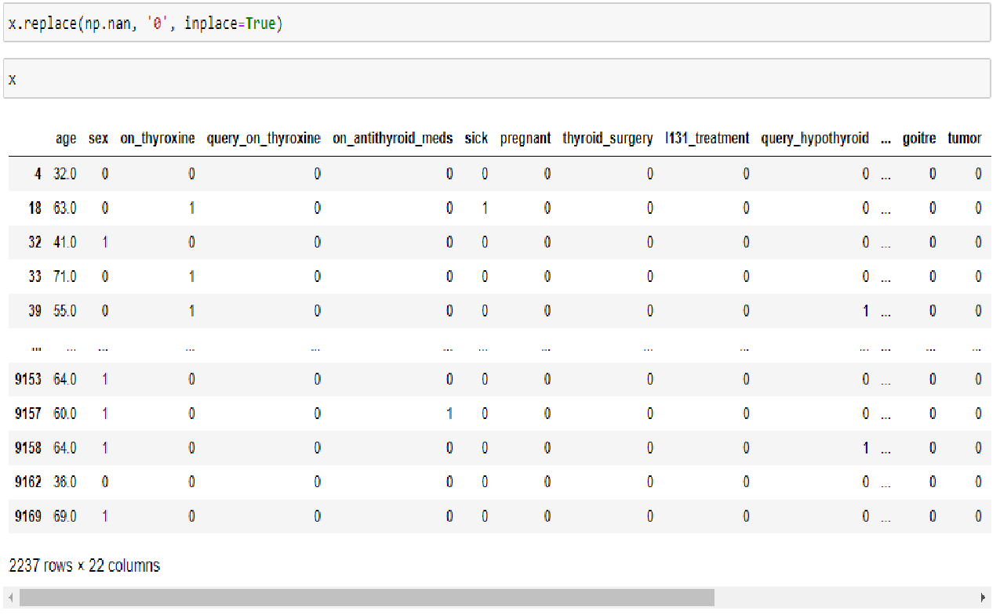 x.replace(np.nan, '0', inplace=True)
x
age sex on_thyroxine query_on_thyroxine on_antithyroid_meds sick pregnant thyroid_surgery I131_treatment query_hypothyroid ... goitre tumor
4 32.0 0 0 0 0 0 0 0 0 0 ... 0 0
18 63.0 0 1 0 0 1 0 0 0 0 ... 0 0
32 41.0 1 0 0 0 0 0 0 0 0 ... 0 0
33 71.0 0 1 0 0 0 0 0 0 0 ... 0 0
39 55.0 0 1 0 0 0 0 0 0 1 ... 0 0
... ... ... ... ... ... ... ... ... ... ... ... ... ...
9153 64.0 1 0 0 0 0 0 0 0 0 ... 0 0
9157 60.0 1 0 0 1 0 0 0 0 0 ... 0 0
9158 64.0 1 0 0 0 0 0 0 0 1 ... 0 0
9162 36.0 0 0 0 0 0 0 0 0 0 ... 0 0
9169 69.0 1 0 0 0 0 0 0 0 0 ... 0 0
2237 rows × 22 columns